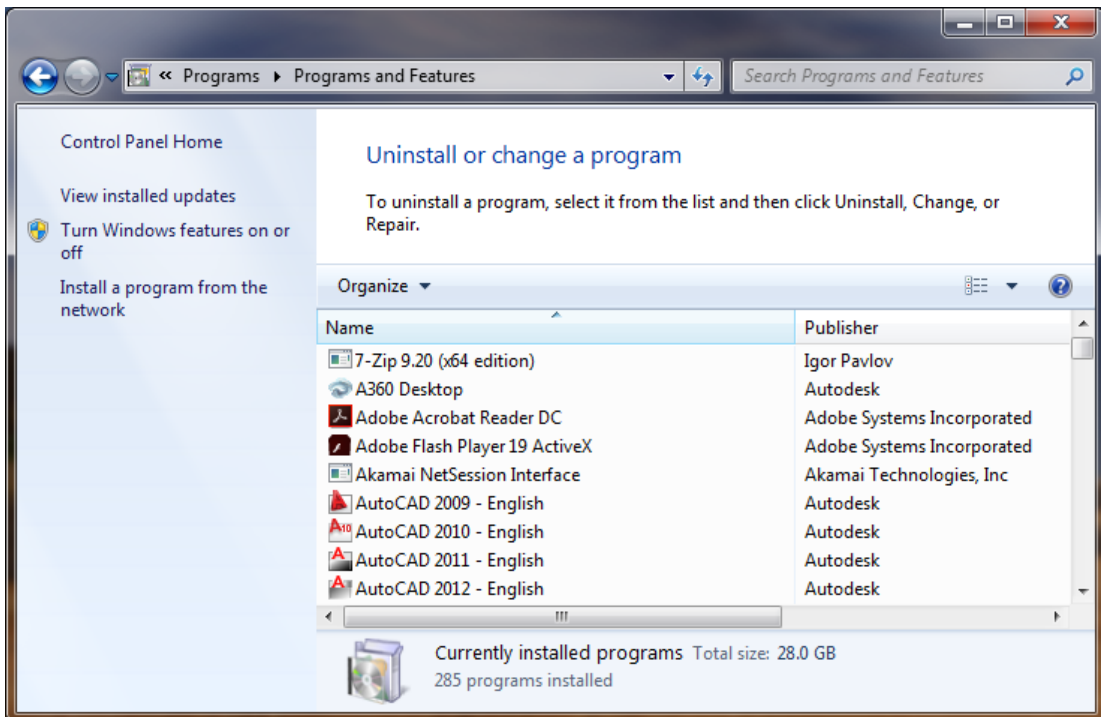 « Programs ▸ Programs and Features
Search Programs and Features
Control Panel Home
View installed updates
Turn Windows features on or
off
Install a program from the
network
Uninstall or change a program
To uninstall a program, select it from the list and then click Uninstall, Change, or
Repair.
Organize
Name Publisher
7-Zip 9.20 (x64 edition) Igor Pavlov
A360 Desktop Autodesk
Adobe Acrobat Reader DC Adobe Systems Incorporated
Adobe Flash Player 19 ActiveX Adobe Systems Incorporated
Akamai NetSession Interface Akamai Technologies, Inc
AutoCAD 2009 - English Autodesk
AutoCAD 2010 - English Autodesk
AutoCAD 2011 - English Autodesk
AutoCAD 2012 - English Autodesk
Currently installed programs Total size: 28.0 GB
285 programs installed